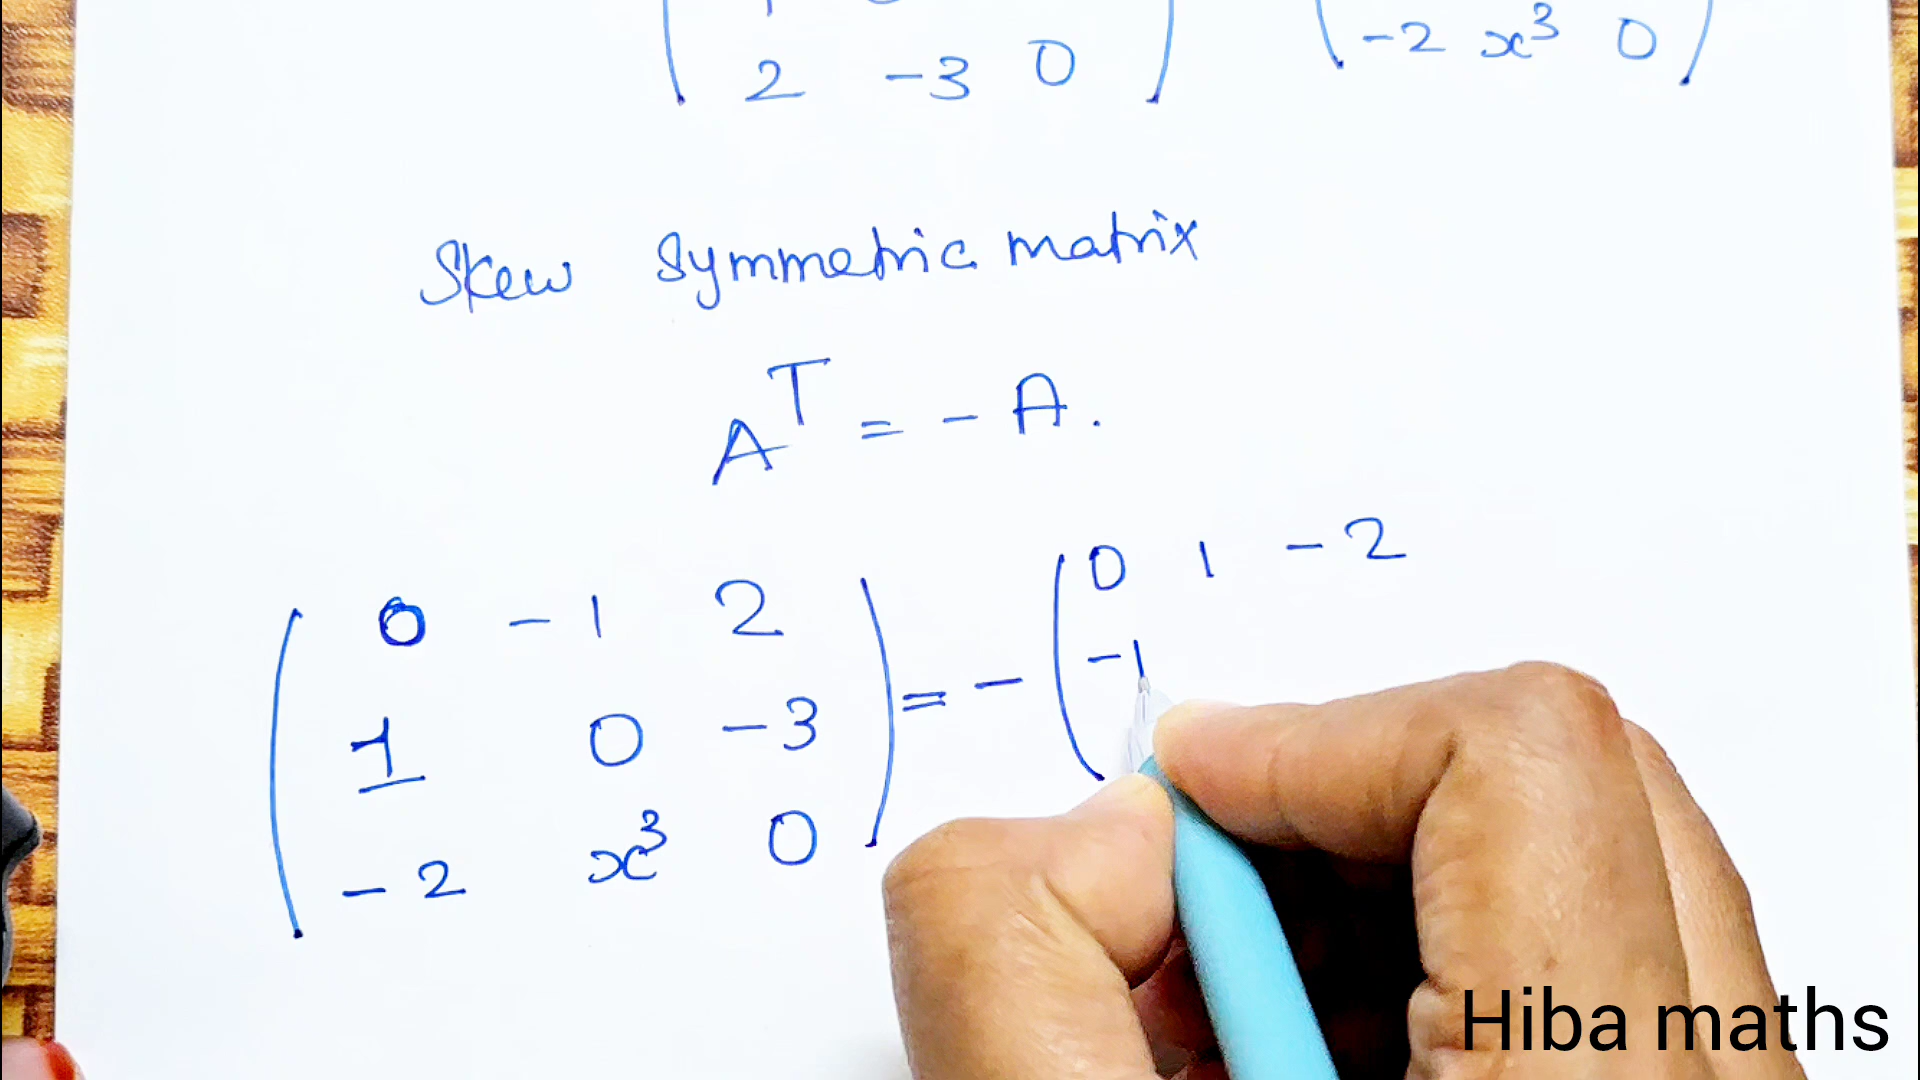 2 -3 0 -2 x³ 0
Skew Symmetric matrix
Aᵀ = - A.
0 -1 2
1 0 -3
-2 x³ 0
= -
0 1 -2
-1
Hiba maths